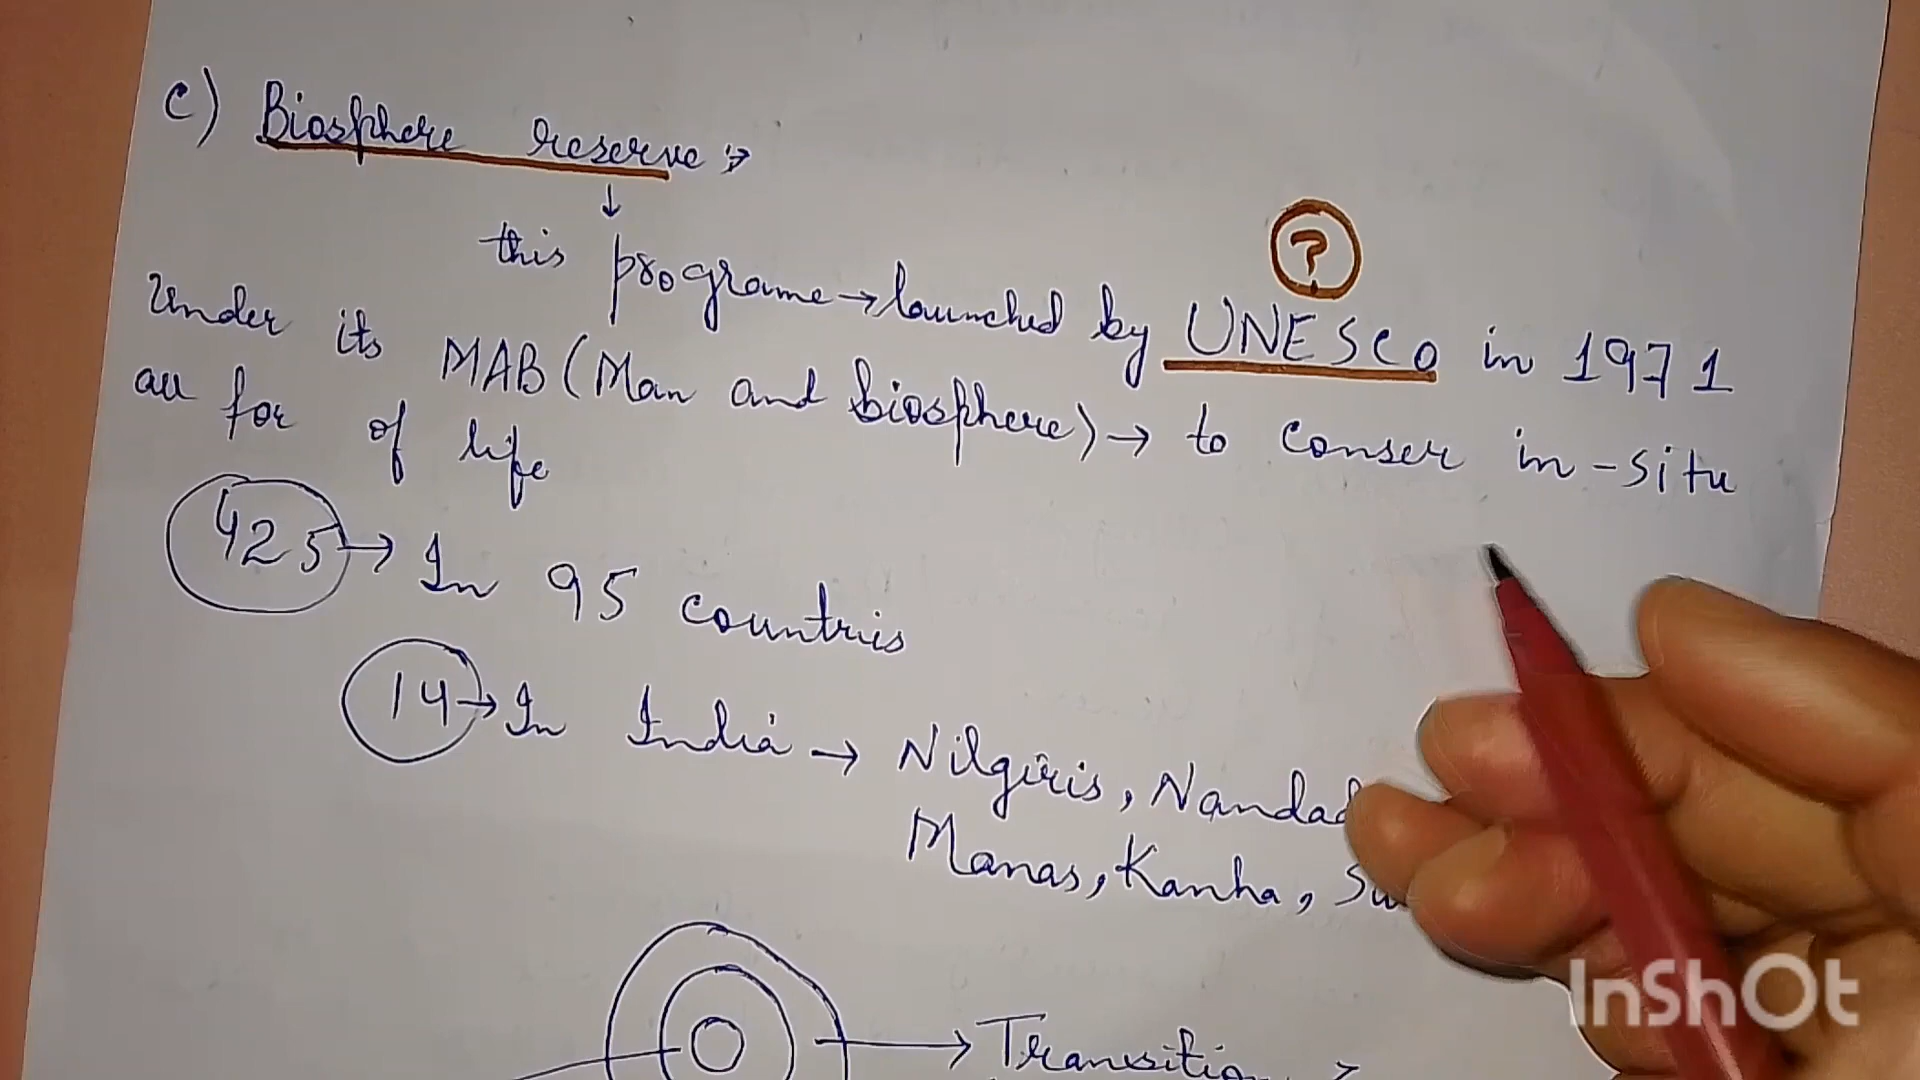 c) Biosphere reserve :→
↓
this programe → launched by UNESCO in 1971
?
under its MAB (Man and biosphere) → to conser in-situ
all for of life
425 → In 95 countris
14 → In India → Nilgiris, Nandad
Manas, Kanha, Su
→ Transition
InShOt